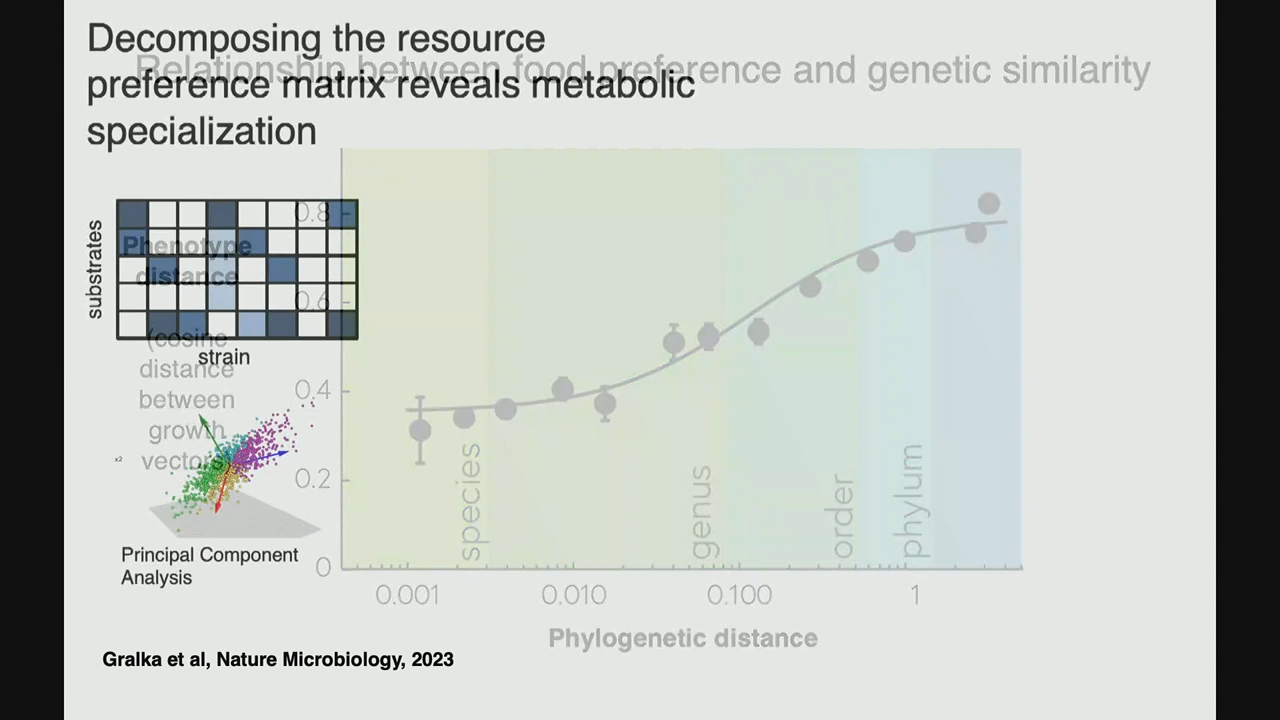 Decomposing the resource
preference matrix reveals metabolic
specialization
Relationship between food preference and genetic similarity
substrates
strain
Phenotype
distance
(cosine
distance
between
growth
vectors)
0.8
0.6
0.4
0.2
0
species
genus
order
phylum
0.001
0.010
0.100
1
Phylogenetic distance
x2
Principal Component
Analysis
Gralka et al, Nature Microbiology, 2023